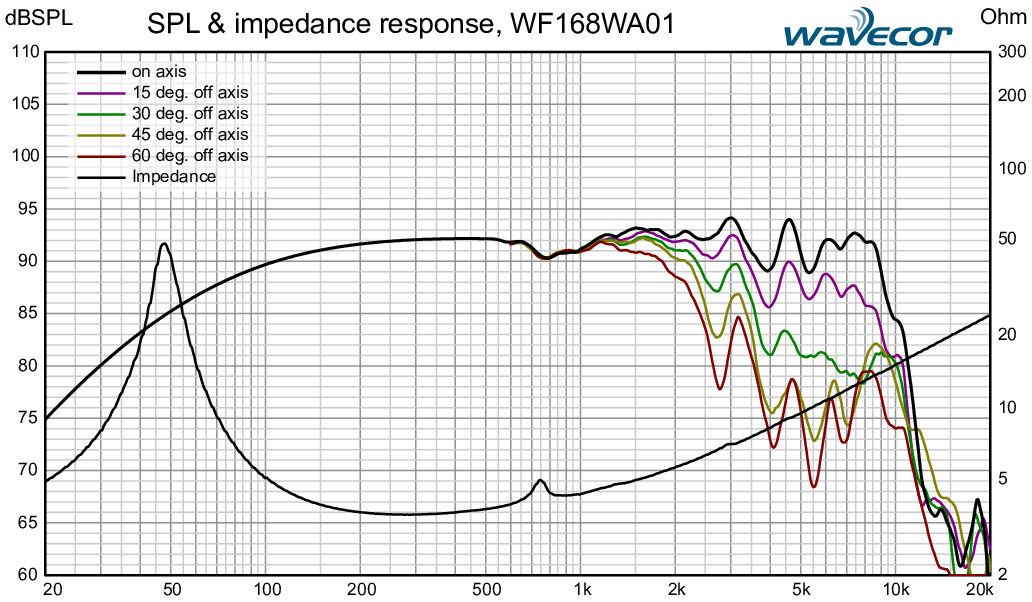 dBSPL
SPL & impedance response, WF168WA01
wavecor
Ohm
110
105
100
95
90
85
80
75
70
65
60
on axis
15 deg. off axis
30 deg. off axis
45 deg. off axis
60 deg. off axis
Impedance
300
200
100
50
20
10
5
2
20 50 100 200 500 1k 2k 5k 10k 20k